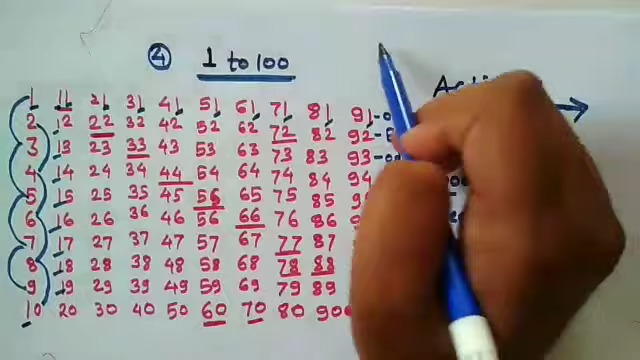 ④ 1 to 100
1 11 21 31 41 51 61 71 81 91-o
2 12 22 32 42 52 62 72 82 92-E
3 13 23 33 43 53 63 73 83 93-o
4 14 24 34 44 54 64 74 84 94
5 15 25 35 45 55 65 75 85
6 16 26 36 46 56 66 76 86
7 17 27 37 47 57 67 77 87
8 18 28 38 48 58 68 78 88
9 19 29 39 49 59 69 79 89
10 20 30 40 50 60 70 80 90